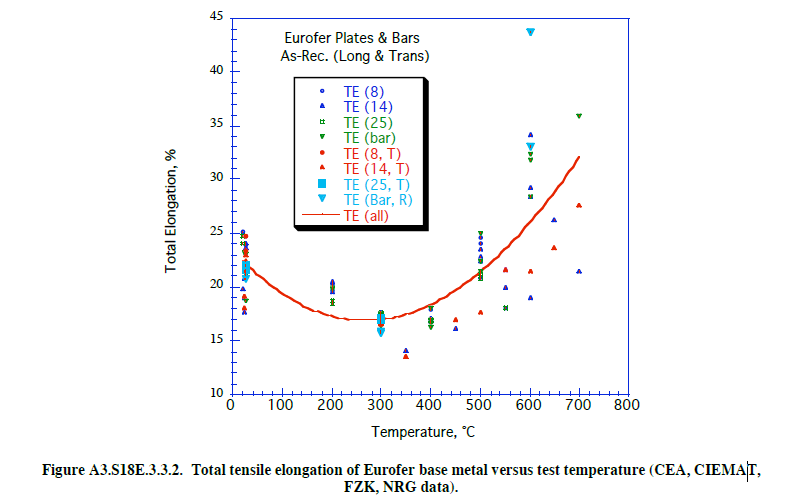 45
40
35
30
25
20
15
10
Total Elongation, %
Eurofer Plates & Bars
As-Rec. (Long & Trans)
TE (8)
TE (14)
TE (25)
TE (bar)
TE (8, T)
TE (14, T)
TE (25, T)
TE (Bar, R)
TE (all)
0 100 200 300 400 500 600 700 800
Temperature, °C
Figure A3.S18E.3.3.2. Total tensile elongation of Eurofer base metal versus test temperature (CEA, CIEMAT,
FZK, NRG data).